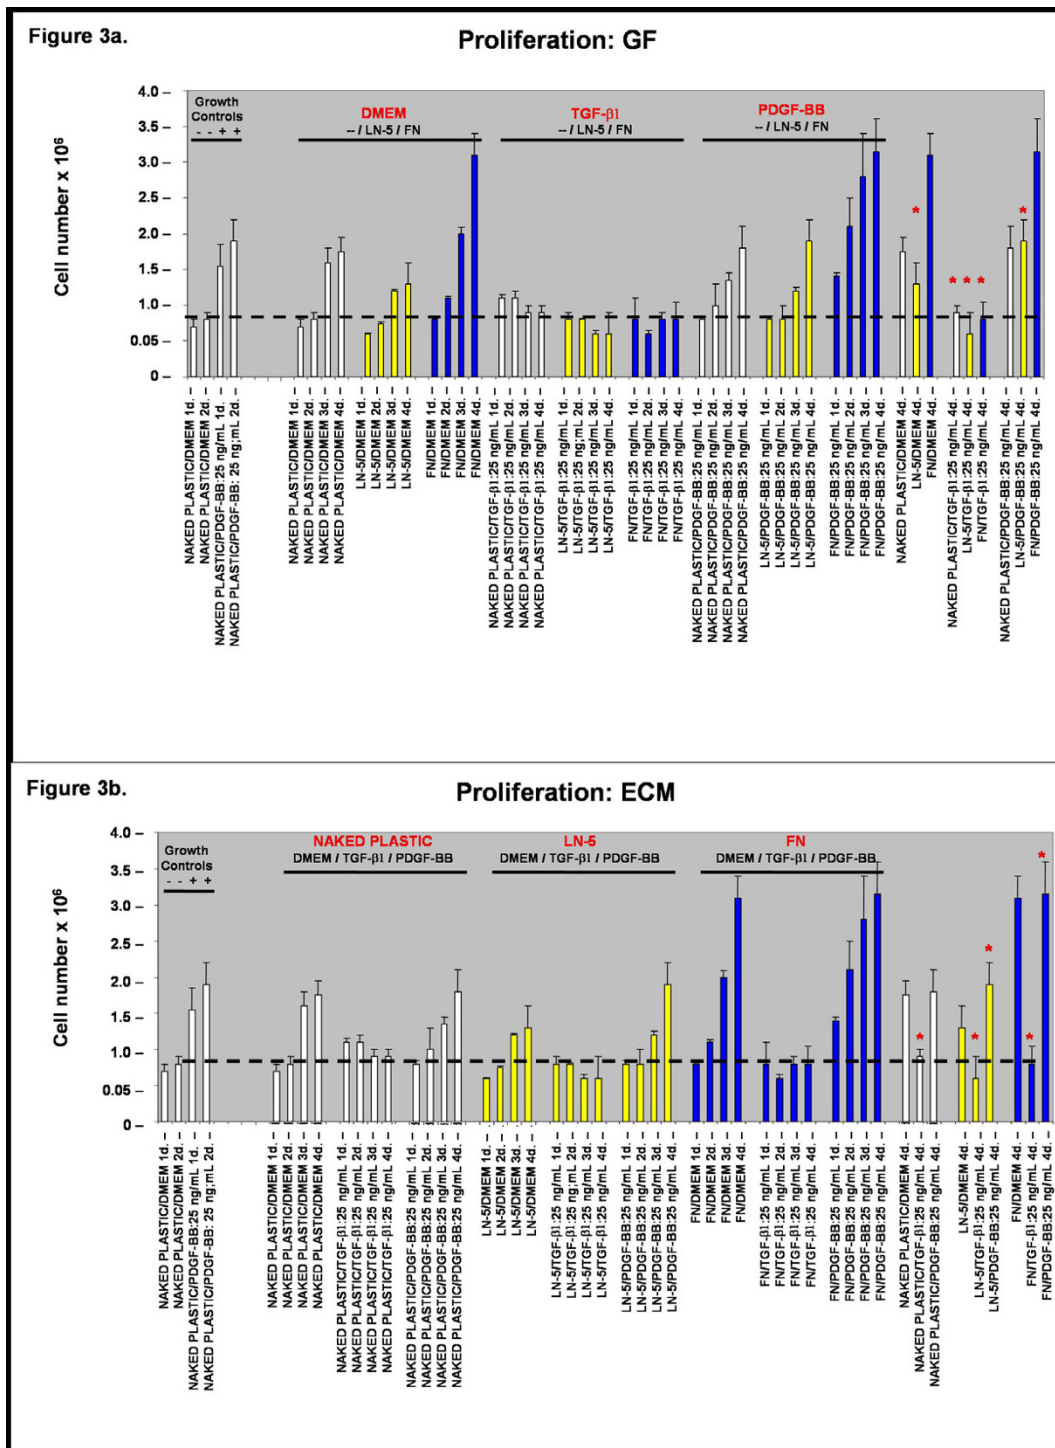 Figure 3a.
Proliferation: GF
Cell number x 10⁶
4.0
3.5
3.0
2.5
2.0
1.5
1.0
0.05
0
Growth
Controls
- - + +
DMEM
-- / LN-5 / FN
TGF-β1
-- / LN-5 / FN
PDGF-BB
-- / LN-5 / FN
*
* * *
*
NAKED PLASTIC/DMEM 1d.
NAKED PLASTIC/DMEM 2d.
NAKED PLASTIC/PDGF-BB: 25 ng/mL 1d.
NAKED PLASTIC/PDGF-BB: 25 ng;mL 2d.
NAKED PLASTIC/DMEM 1d.
NAKED PLASTIC/DMEM 2d.
NAKED PLASTIC/DMEM 3d.
NAKED PLASTIC/DMEM 4d.
LN-5/DMEM 1d.
LN-5/DMEM 2d.
LN-5/DMEM 3d.
LN-5/DMEM 4d.
FN/DMEM 1d.
FN/DMEM 2d.
FN/DMEM 3d.
FN/DMEM 4d.
NAKED PLASTIC/TGF-β1:25 ng/mL 1d.
NAKED PLASTIC/TGF-β1:25 ng/mL 2d.
NAKED PLASTIC/TGF-β1:25 ng/mL 3d.
NAKED PLASTIC/TGF-β1:25 ng/mL 4d.
LN-5/TGF-β1:25 ng/mL 1d.
LN-5/TGF-β1:25 ng;mL 2d.
LN-5/TGF-β1:25 ng/mL 3d.
LN-5/TGF-β1:25 ng/mL 4d.
FN/TGF-β1:25 ng/mL 1d.
FN/TGF-β1:25 ng/mL 2d.
FN/TGF-β1:25 ng/mL 3d.
FN/TGF-β1:25 ng/mL 4d.
NAKED PLASTIC/PDGF-BB:25 ng/mL 1d.
NAKED PLASTIC/PDGF-BB:25 ng/mL 2d.
NAKED PLASTIC/PDGF-BB:25 ng/mL 3d.
NAKED PLASTIC/PDGF-BB:25 ng/mL 4d.
LN-5/PDGF-BB:25 ng/mL 1d.
LN-5/PDGF-BB:25 ng/mL 2d.
LN-5/PDGF-BB:25 ng/mL 3d.
LN-5/PDGF-BB:25 ng/mL 4d.
FN/PDGF-BB:25 ng/mL 1d.
FN/PDGF-BB:25 ng/mL 2d.
FN/PDGF-BB:25 ng/mL 3d.
FN/PDGF-BB:25 ng/mL 4d.
NAKED PLASTIC/DMEM 4d.
LN-5/DMEM 4d.
FN/DMEM 4d.
NAKED PLASTIC/TGF-β1:25 ng/mL 4d.
LN-5/TGF-β1:25 ng/mL 4d.
FN/TGF-β1:25 ng/mL 4d.
NAKED PLASTIC/PDGF-BB:25 ng/mL 4d.
LN-5/PDGF-BB:25 ng/mL 4d.
FN/PDGF-BB:25 ng/mL 4d.
Figure 3b.
Proliferation: ECM
Cell number x 10⁶
4.0
3.5
3.0
2.0
1.5
1.0
0.05
0
Growth
Controls
- - + +
NAKED PLASTIC
DMEM / TGF-β1 / PDGF-BB
LN-5
DMEM / TGF-β1 / PDGF-BB
FN
DMEM / TGF-β1 / PDGF-BB
*
* *
* *
NAKED PLASTIC/DMEM 1d.
NAKED PLASTIC/DMEM 2d.
NAKED PLASTIC/PDGF-BB:25 ng/mL 1d.
NAKED PLASTIC/PDGF-BB: 25 ng;mL 2d.
NAKED PLASTIC/DMEM 1d.
NAKED PLASTIC/DMEM 2d.
NAKED PLASTIC/DMEM 3d.
NAKED PLASTIC/DMEM 4d.
NAKED PLASTIC/TGF-β1:25 ng/mL 1d.
NAKED PLASTIC/TGF-β1:25 ng/mL 2d.
NAKED PLASTIC/TGF-β1:25 ng/mL 3d.
NAKED PLASTIC/TGF-β1:25 ng/mL 4d.
NAKED PLASTIC/PDGF-BB:25 ng/mL 1d.
NAKED PLASTIC/PDGF-BB:25 ng/mL 2d.
NAKED PLASTIC/PDGF-BB:25 ng/mL 3d.
NAKED PLASTIC/PDGF-BB:25 ng/mL 4d.
LN-5/DMEM 1d.
LN-5/DMEM 2d.
LN-5/DMEM 3d.
LN-5/DMEM 4d.
LN-5/TGF-β1:25 ng/mL 1d.
LN-5/TGF-β1:25 ng;mL 2d.
LN-5/TGF-β1:25 ng/mL 3d.
LN-5/TGF-β1:25 ng/mL 4d.
LN-5/PDGF-BB:25 ng/mL 1d.
LN-5/PDGF-BB:25 ng/mL 2d.
LN-5/PDGF-BB:25 ng/mL 3d.
LN-5/PDGF-BB:25 ng/mL 4d.
FN/DMEM 1d.
FN/DMEM 2d.
FN/DMEM 3d.
FN/DMEM 4d.
FN/TGF-β1:25 ng/mL 1d.
FN/TGF-β1:25 ng/mL 2d.
FN/TGF-β1:25 ng/mL 3d.
FN/TGF-β1:25 ng/mL 4d.
FN/PDGF-BB:25 ng/mL 1d.
FN/PDGF-BB:25 ng/mL 2d.
FN/PDGF-BB:25 ng/mL 3d.
FN/PDGF-BB:25 ng/mL 4d.
NAKED PLASTIC/DMEM 4d.
NAKED PLASTIC/TGF-β1:25 ng/mL 4d.
NAKED PLASTIC/PDGF-BB:25 ng/mL 4d.
LN-5/DMEM 4d.
LN-5/TGF-β1:25 ng/mL 4d.
LN-5/PDGF-BB:25 ng/mL 4d.
FN/DMEM 4d.
FN/TGF-β1:25 ng/mL 4d.
FN/PDGF-BB:25 ng/mL 4d.